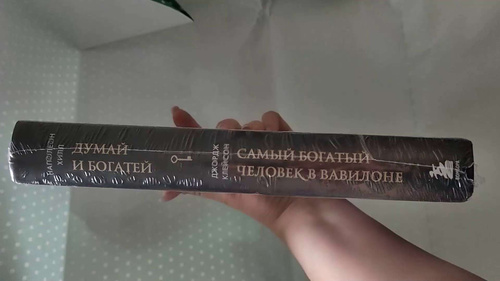 НАПОЛЕОН
ХИЛЛ
ДУМАЙ
И БОГАТЕЙ
ДЖОРДЖ
КЛЕЙСОН
САМЫЙ БОГАТЫЙ
ЧЕЛОВЕК В ВАВИЛОНЕ